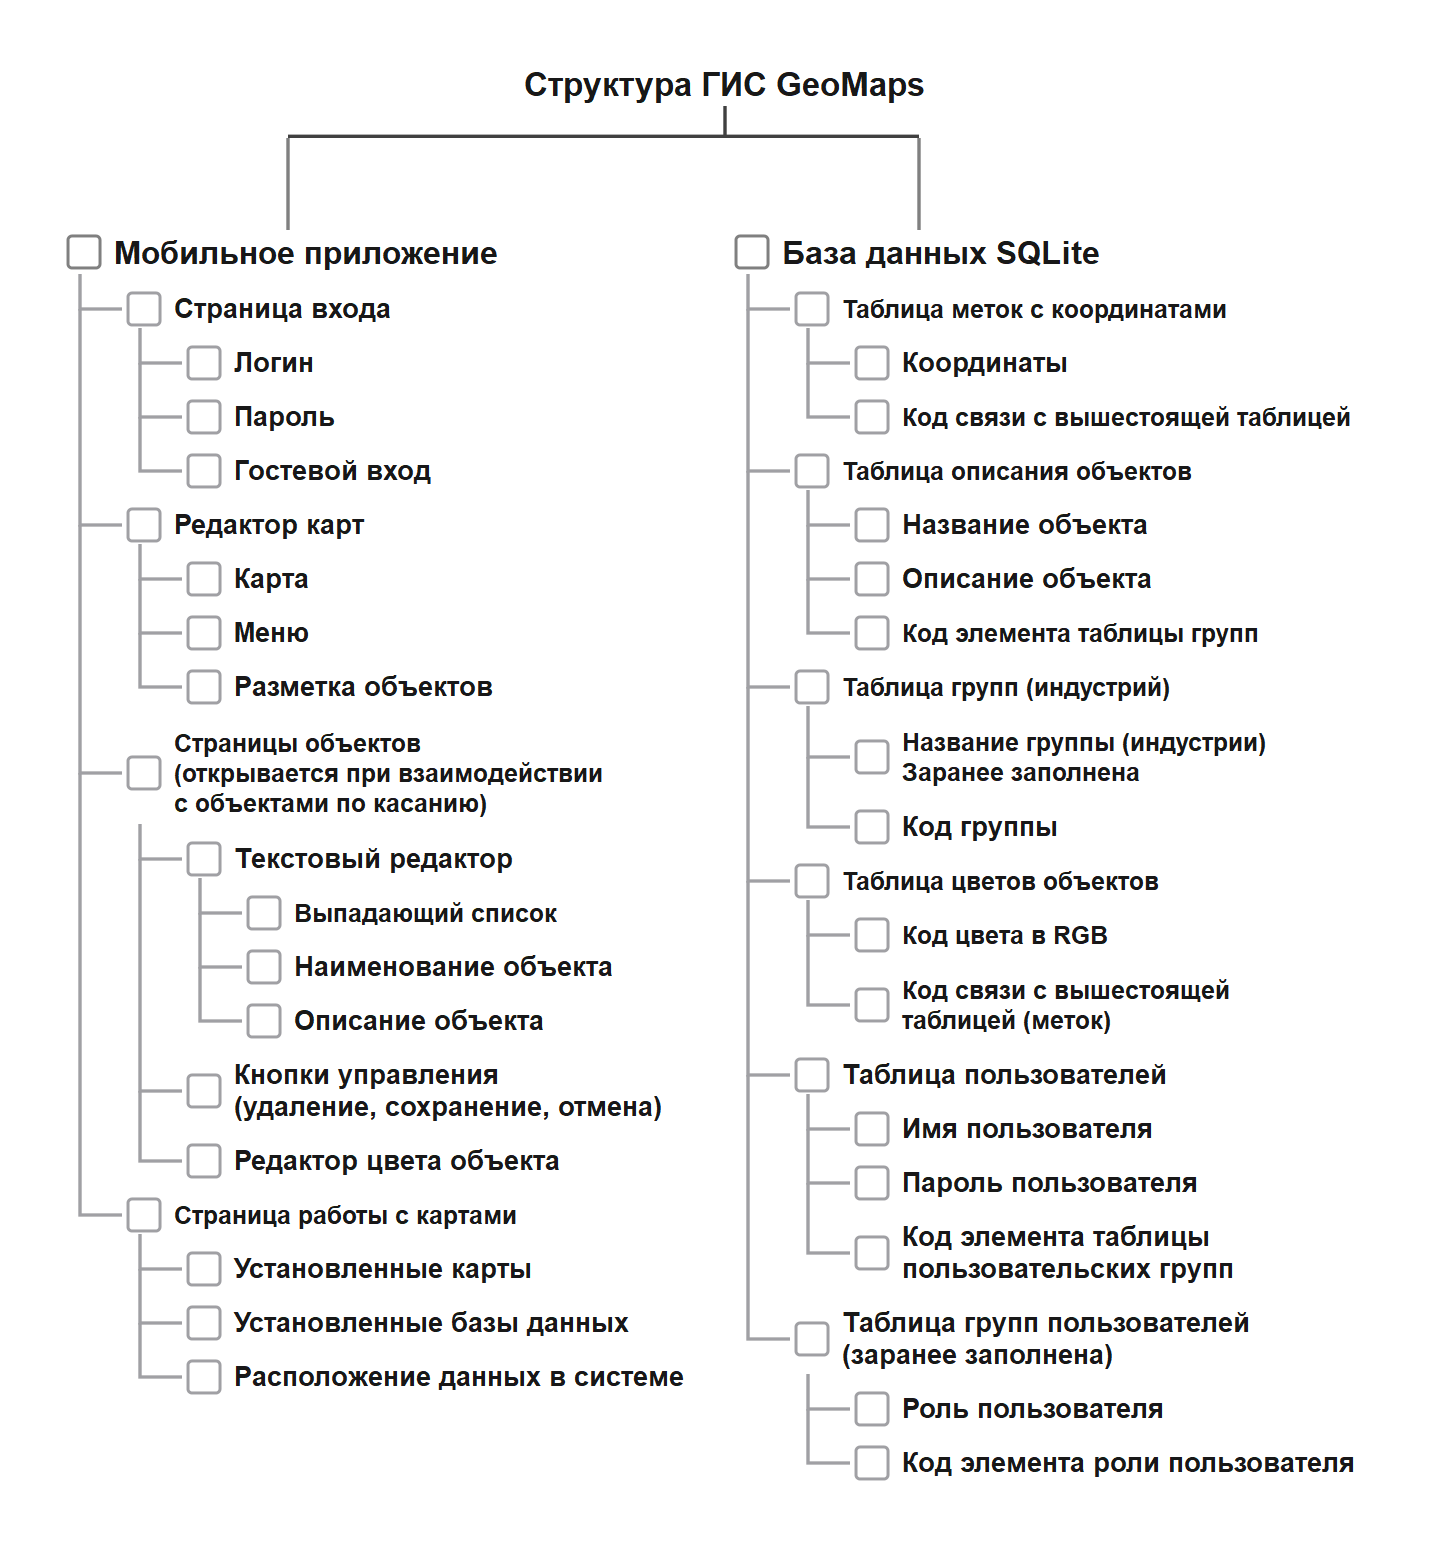 Структура ГИС GeoMaps
Мобильное приложение
Страница входа
Логин
Пароль
Гостевой вход
Редактор карт
Карта
Меню
Разметка объектов
Страницы объектов
(открывается при взаимодействии
с объектами по касанию)
Текстовый редактор
Выпадающий список
Наименование объекта
Описание объекта
Кнопки управления
(удаление, сохранение, отмена)
Редактор цвета объекта
Страница работы с картами
Установленные карты
Установленные базы данных
Расположение данных в системе
База данных SQLite
Таблица меток с координатами
Координаты
Код связи с вышестоящей таблицей
Таблица описания объектов
Название объекта
Описание объекта
Код элемента таблицы групп
Таблица групп (индустрий)
Название группы (индустрии)
Заранее заполнена
Код группы
Таблица цветов объектов
Код цвета в RGB
Код связи с вышестоящей
таблицей (меток)
Таблица пользователей
Имя пользователя
Пароль пользователя
Код элемента таблицы
пользовательских групп
Таблица групп пользователей
(заранее заполнена)
Роль пользователя
Код элемента роли пользователя